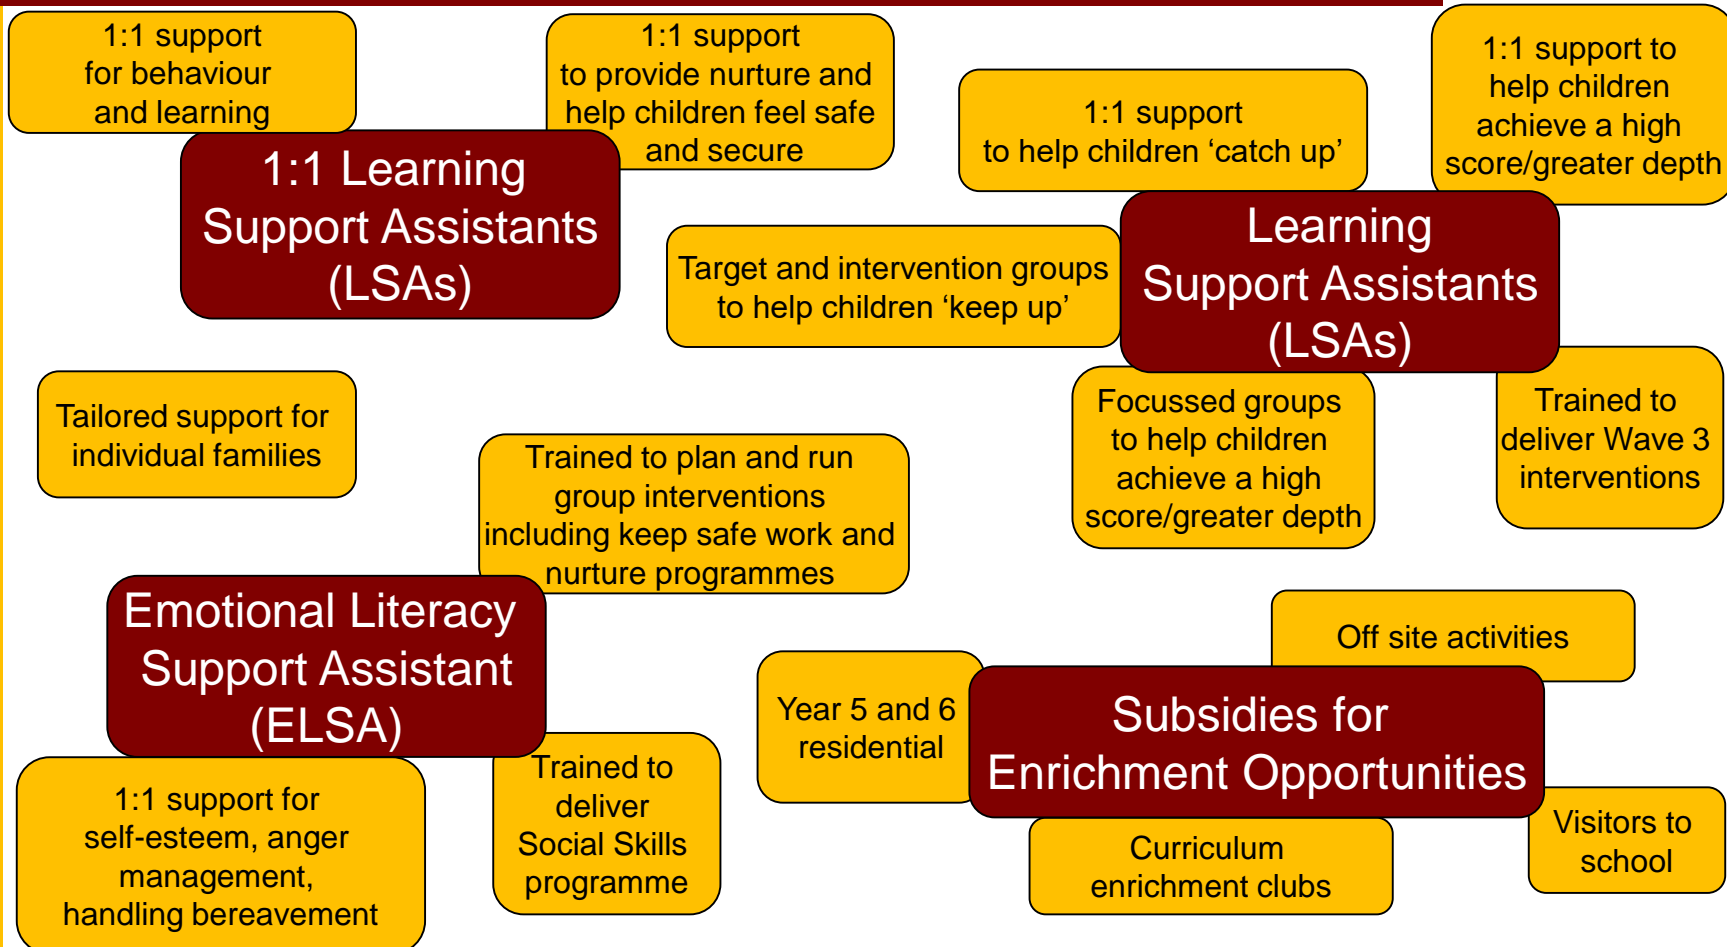 1:1 support
for behaviour
and learning
1:1 support
to provide nurture and
help children feel safe
and secure
1:1 Learning
Support Assistants
(LSAs)
1:1 support
to help children ‘catch up’
1:1 support to
help children
achieve a high
score/greater depth
Target and intervention groups
to help children ‘keep up’
Learning
Support Assistants
(LSAs)
Focussed groups
to help children
achieve a high
score/greater depth
Trained to
deliver Wave 3
interventions
Tailored support for
individual families
Trained to plan and run
group interventions
including keep safe work and
nurture programmes
Emotional Literacy
Support Assistant
(ELSA)
1:1 support for
self-esteem, anger
management,
handling bereavement
Trained to
deliver
Social Skills
programme
Off site activities
Year 5 and 6
residential
Subsidies for
Enrichment Opportunities
Curriculum
enrichment clubs
Visitors to
school